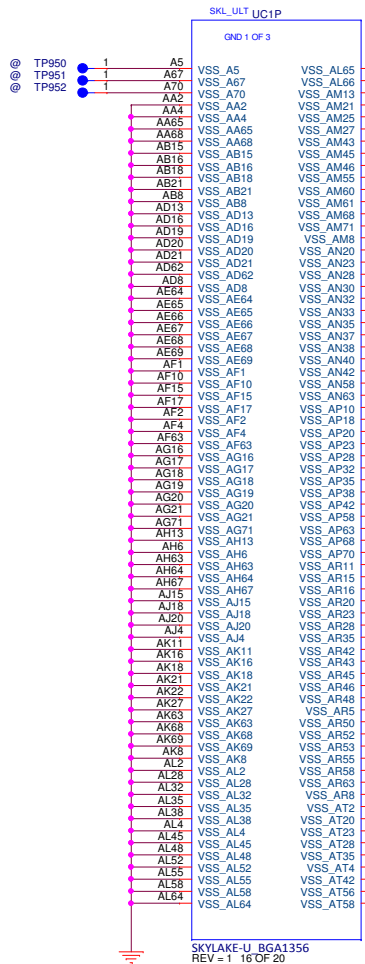 SKL_ULT UC1P
GND 1 OF 3
@ TP950 1 A5 VSS_A5 VSS_AL65
@ TP951 1 A67 VSS_A67 VSS_AL66
@ TP952 1 A70 VSS_A70 VSS_AM13
AA2 VSS_AA2 VSS_AM21
AA4 VSS_AA4 VSS_AM25
AA65 VSS_AA65 VSS_AM27
AA68 VSS_AA68 VSS_AM43
AB15 VSS_AB15 VSS_AM45
AB16 VSS_AB16 VSS_AM46
AB18 VSS_AB18 VSS_AM55
AB21 VSS_AB21 VSS_AM60
AB8 VSS_AB8 VSS_AM61
AD13 VSS_AD13 VSS_AM68
AD16 VSS_AD16 VSS_AM71
AD19 VSS_AD19 VSS_AM8
AD20 VSS_AD20 VSS_AN20
AD21 VSS_AD21 VSS_AN23
AD62 VSS_AD62 VSS_AN28
AD8 VSS_AD8 VSS_AN30
AE64 VSS_AE64 VSS_AN32
AE65 VSS_AE65 VSS_AN33
AE66 VSS_AE66 VSS_AN35
AE67 VSS_AE67 VSS_AN37
AE68 VSS_AE68 VSS_AN38
AE69 VSS_AE69 VSS_AN40
AF1 VSS_AF1 VSS_AN42
AF10 VSS_AF10 VSS_AN58
AF15 VSS_AF15 VSS_AN63
AF17 VSS_AF17 VSS_AP10
AF2 VSS_AF2 VSS_AP18
AF4 VSS_AF4 VSS_AP20
AF63 VSS_AF63 VSS_AP23
AG16 VSS_AG16 VSS_AP28
AG17 VSS_AG17 VSS_AP32
AG18 VSS_AG18 VSS_AP35
AG19 VSS_AG19 VSS_AP38
AG20 VSS_AG20 VSS_AP42
AG21 VSS_AG21 VSS_AP58
AG71 VSS_AG71 VSS_AP63
AH13 VSS_AH13 VSS_AP68
AH6 VSS_AH6 VSS_AP70
AH63 VSS_AH63 VSS_AR11
AH64 VSS_AH64 VSS_AR15
AH67 VSS_AH67 VSS_AR16
AJ15 VSS_AJ15 VSS_AR20
AJ18 VSS_AJ18 VSS_AR23
AJ20 VSS_AJ20 VSS_AR28
AJ4 VSS_AJ4 VSS_AR35
AK11 VSS_AK11 VSS_AR42
AK16 VSS_AK16 VSS_AR43
AK18 VSS_AK18 VSS_AR45
AK21 VSS_AK21 VSS_AR46
AK22 VSS_AK22 VSS_AR48
AK27 VSS_AK27 VSS_AR5
AK63 VSS_AK63 VSS_AR50
AK68 VSS_AK68 VSS_AR52
AK69 VSS_AK69 VSS_AR53
AK8 VSS_AK8 VSS_AR55
AL2 VSS_AL2 VSS_AR58
AL28 VSS_AL28 VSS_AR63
AL32 VSS_AL32 VSS_AR8
AL35 VSS_AL35 VSS_AT2
AL38 VSS_AL38 VSS_AT20
AL4 VSS_AL4 VSS_AT23
AL45 VSS_AL45 VSS_AT28
AL48 VSS_AL48 VSS_AT35
AL52 VSS_AL52 VSS_AT4
AL55 VSS_AL55 VSS_AT42
AL58 VSS_AL58 VSS_AT56
AL64 VSS_AL64 VSS_AT58
SKYLAKE-U_BGA1356
REV = 1 16 OF 20